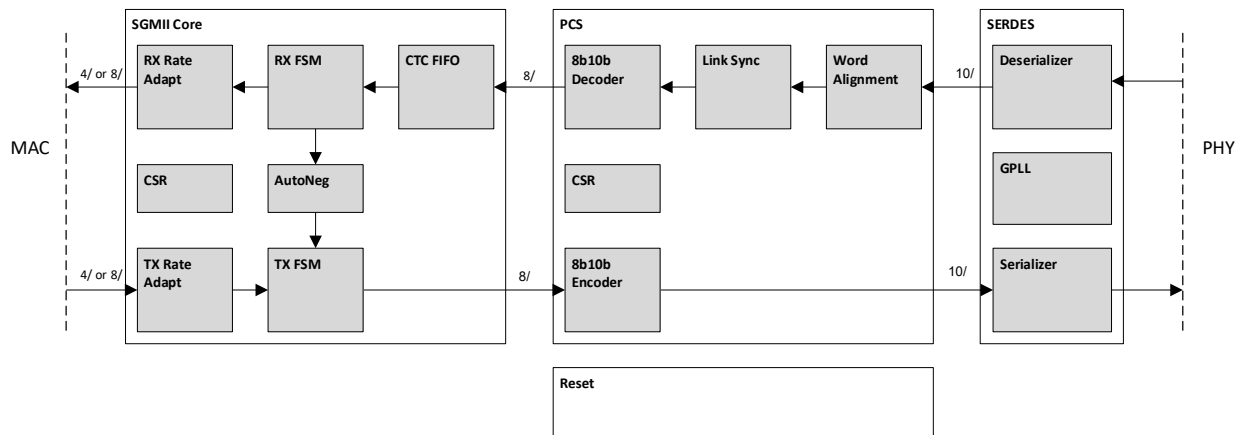 SGMII Core
PCS
SERDES
RX Rate
Adapt
RX FSM
CTC FIFO
8b10b
Decoder
Link Sync
Word
Alignment
Deserializer
4/ or 8/
8/
10/
MAC
PHY
CSR
AutoNeg
CSR
GPLL
TX Rate
Adapt
TX FSM
8b10b
Encoder
Serializer
4/ or 8/
8/
10/
Reset